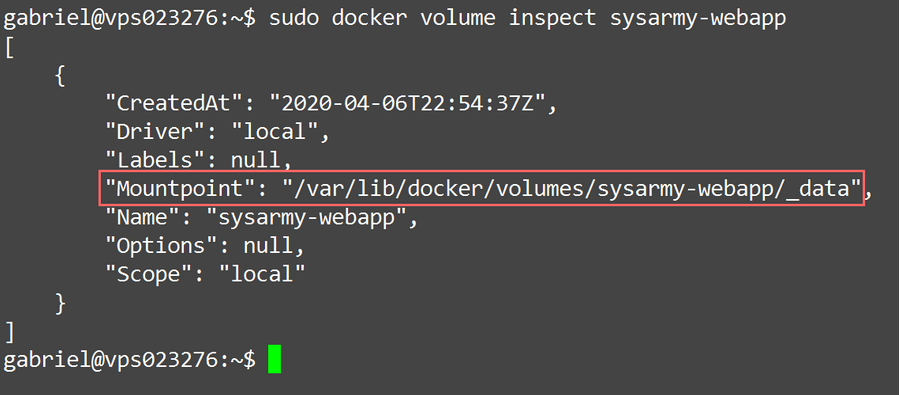 gabriel@vps023276:~$ sudo docker volume inspect sysarmy-webapp
[
    {
        "CreatedAt": "2020-04-06T22:54:37Z",
        "Driver": "local",
        "Labels": null,
        "Mountpoint": "/var/lib/docker/volumes/sysarmy-webapp/_data",
        "Name": "sysarmy-webapp",
        "Options": null,
        "Scope": "local"
    }
]
gabriel@vps023276:~$